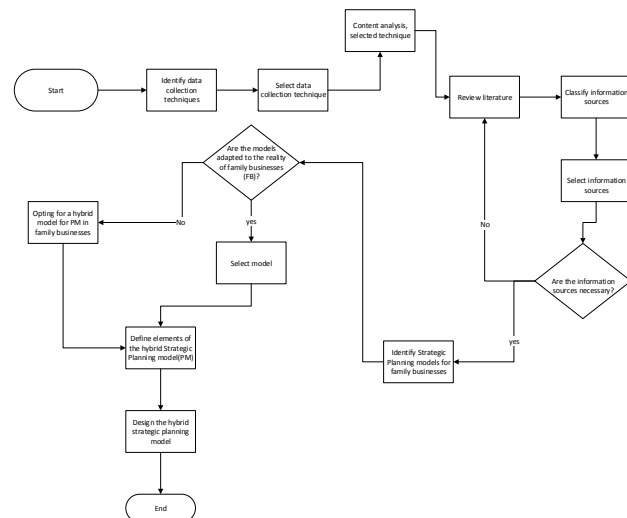 Start
Identify data
collection
techniques
Select data
collection technique
Content analysis,
selected technique
Review literature
Classify information
sources
Select information
sources
Are the information
sources necessary?
No
yes
Identify Strategic
Planning models for
family businesses
Are the models
adapted to the reality
of family businesses
(FB)?
No
yes
Opting for a hybrid
model for PM in
family businesses
Select model
Define elements of
the hybrid Strategic
Planning model(PM)
Design the hybrid
strategic planning
model
End